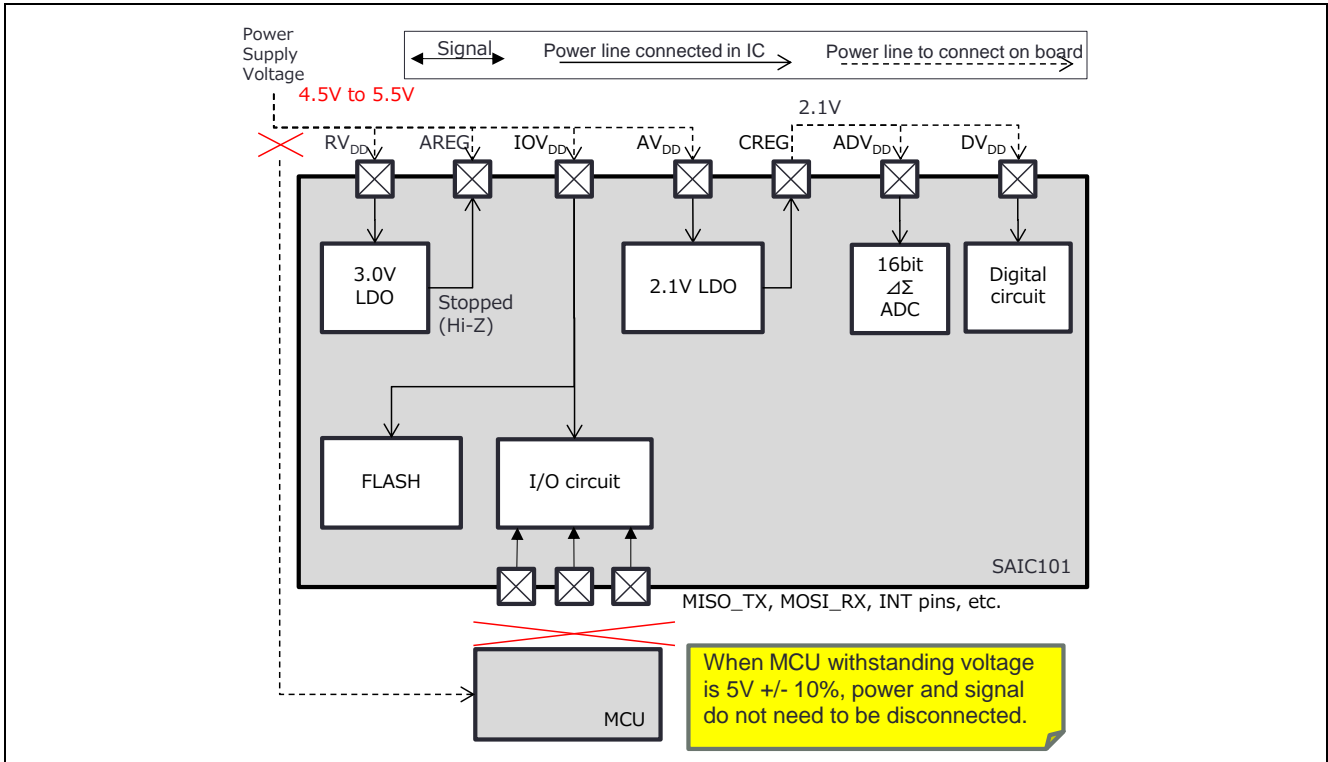 Power
Supply
Voltage
Signal
Power line connected in IC
Power line to connect on board
4.5V to 5.5V
2.1V
RVDD
AREG
IOVDD
AVDD
CREG
ADVDD
DVDD
3.0V
LDO
Stopped
(Hi-Z)
2.1V LDO
16bit
⊿Σ
ADC
Digital
circuit
FLASH
I/O circuit
SAIC101
MISO_TX, MOSI_RX, INT pins, etc.
MCU
When MCU withstanding voltage
is 5V +/- 10%, power and signal
do not need to be disconnected.